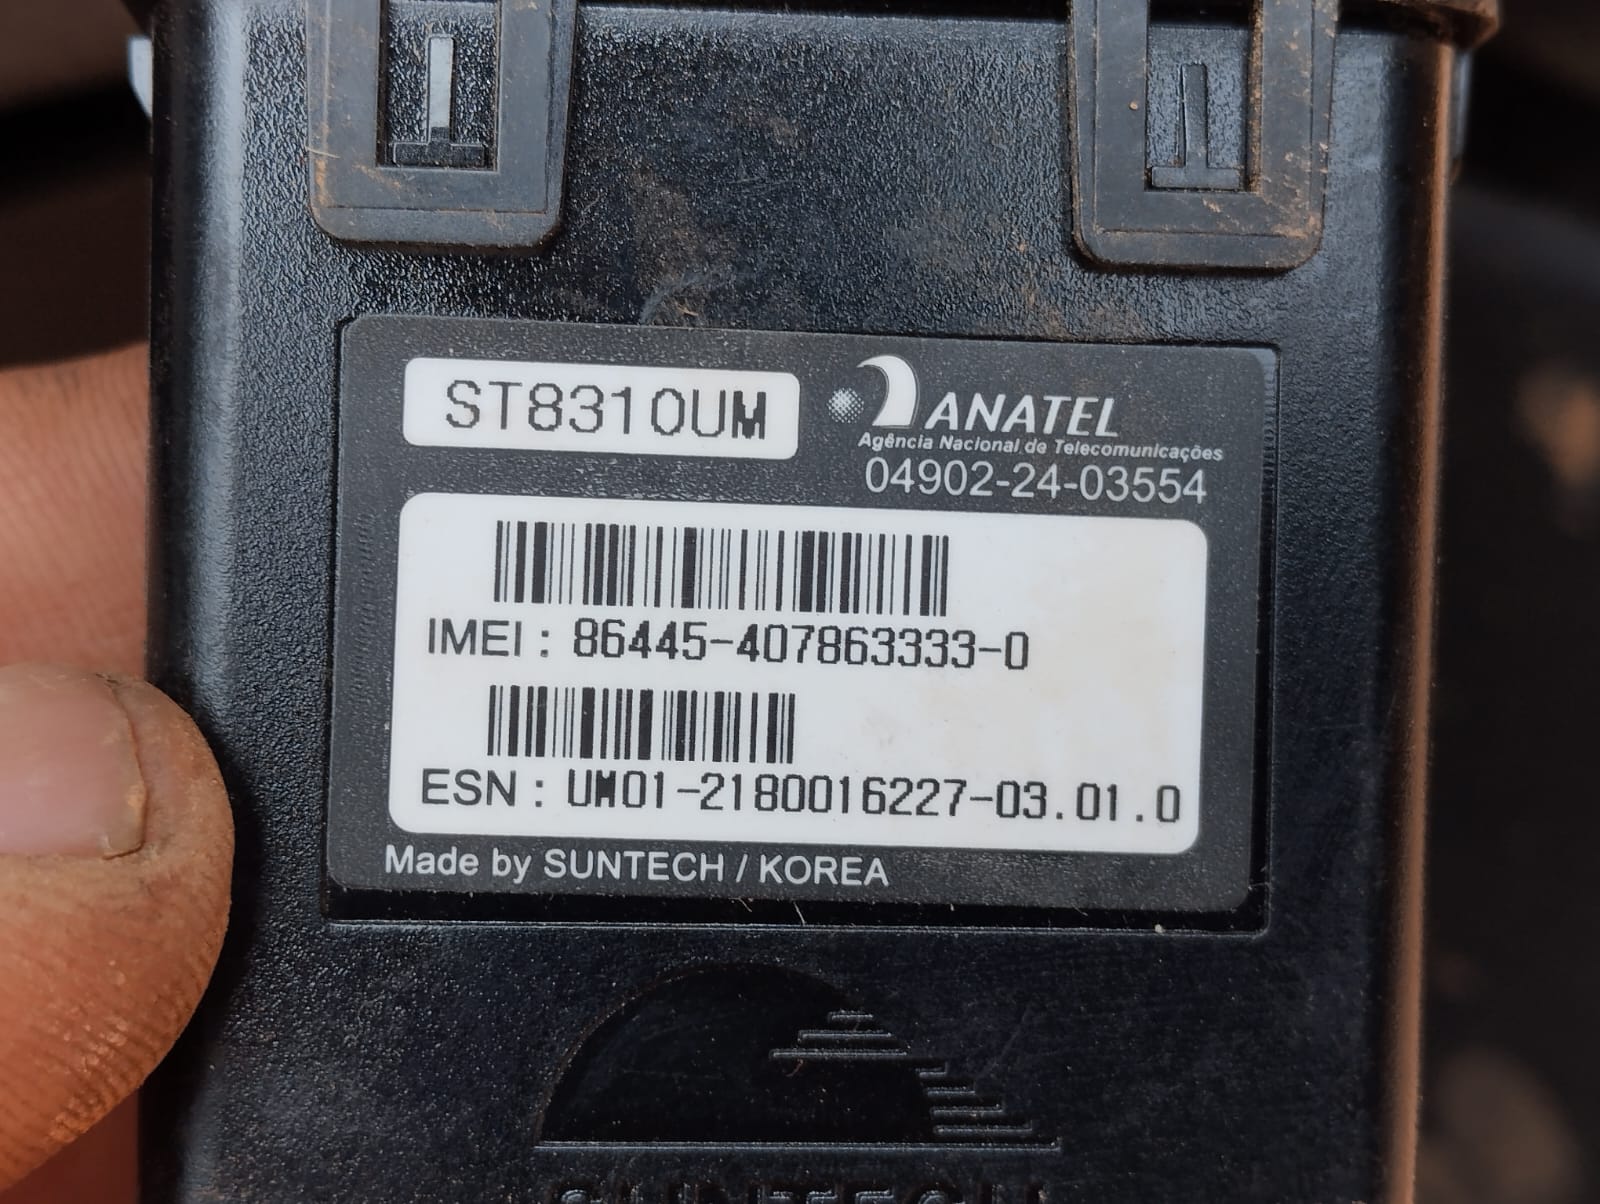 ST8310UM
ANATEL
Agência Nacional de Telecomunicações
04902-24-03554
IMEI : 86445-407863333-0
ESN : UM01-2180016227-03.01.0
Made by SUNTECH / KOREA
SUNTECH